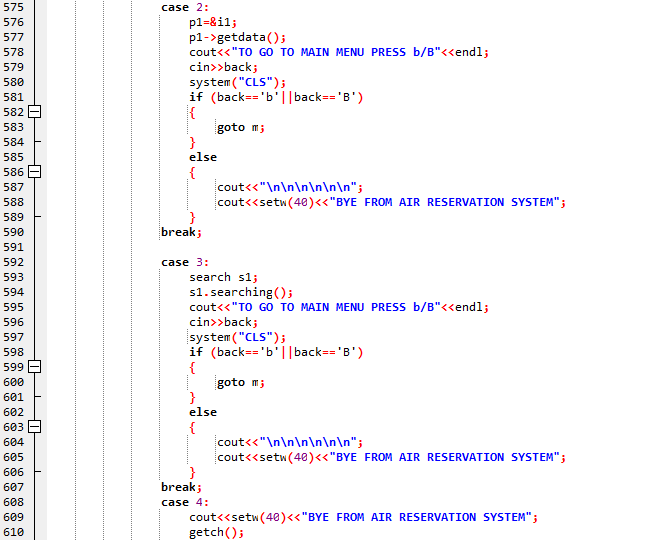 575 case 2:
576 p1=&i1;
577 p1->getdata();
578 cout<<"TO GO TO MAIN MENU PRESS b/B"<<endl;
579 cin>>back;
580 system("CLS");
581 if (back=='b'||back=='B')
582 {
583 goto m;
584 }
585 else
586 {
587 cout<<"\n\n\n\n\n\n";
588 cout<<setw(40)<<"BYE FROM AIR RESERVATION SYSTEM";
589 }
590 break;
591
592 case 3:
593 search s1;
594 s1.searching();
595 cout<<"TO GO TO MAIN MENU PRESS b/B"<<endl;
596 cin>>back;
597 system("CLS");
598 if (back=='b'||back=='B')
599 {
600 goto m;
601 }
602 else
603 {
604 cout<<"\n\n\n\n\n\n";
605 cout<<setw(40)<<"BYE FROM AIR RESERVATION SYSTEM";
606 }
607 break;
608 case 4:
609 cout<<setw(40)<<"BYE FROM AIR RESERVATION SYSTEM";
610 getch();